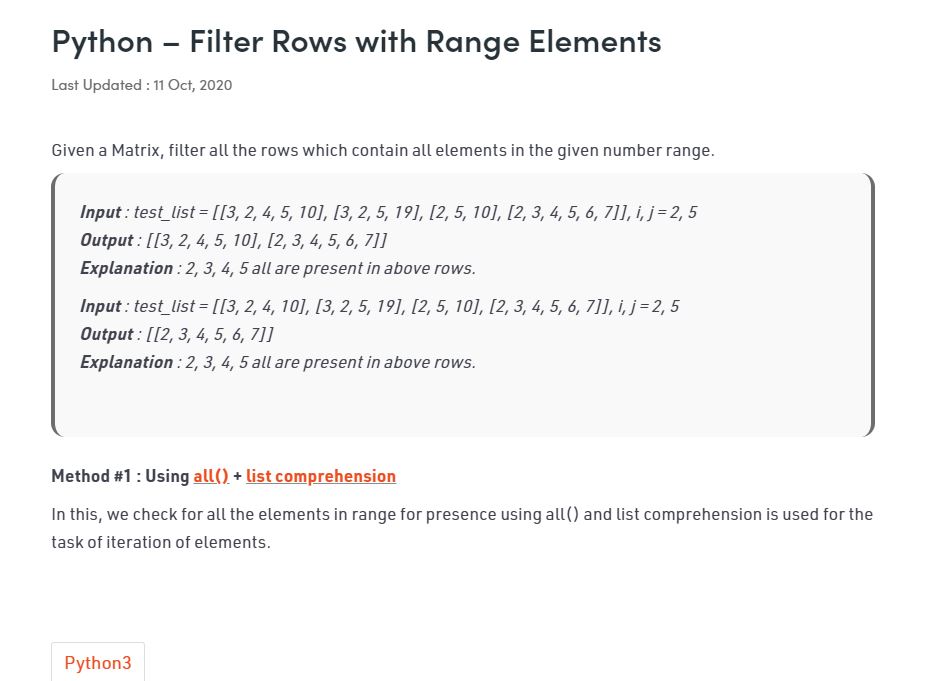 Python – Filter Rows with Range Elements
Last Updated : 11 Oct, 2020
Given a Matrix, filter all the rows which contain all elements in the given number range.
Input : test_list = [[3, 2, 4, 5, 10], [3, 2, 5, 19], [2, 5, 10], [2, 3, 4, 5, 6, 7]], i, j = 2, 5
Output : [[3, 2, 4, 5, 10], [2, 3, 4, 5, 6, 7]]
Explanation : 2, 3, 4, 5 all are present in above rows.
Input : test_list = [[3, 2, 4, 10], [3, 2, 5, 19], [2, 5, 10], [2, 3, 4, 5, 6, 7]], i, j = 2, 5
Output : [[2, 3, 4, 5, 6, 7]]
Explanation : 2, 3, 4, 5 all are present in above rows.
Method #1 : Using all() + list comprehension
In this, we check for all the elements in range for presence using all() and list comprehension is used for the
task of iteration of elements.
Python3